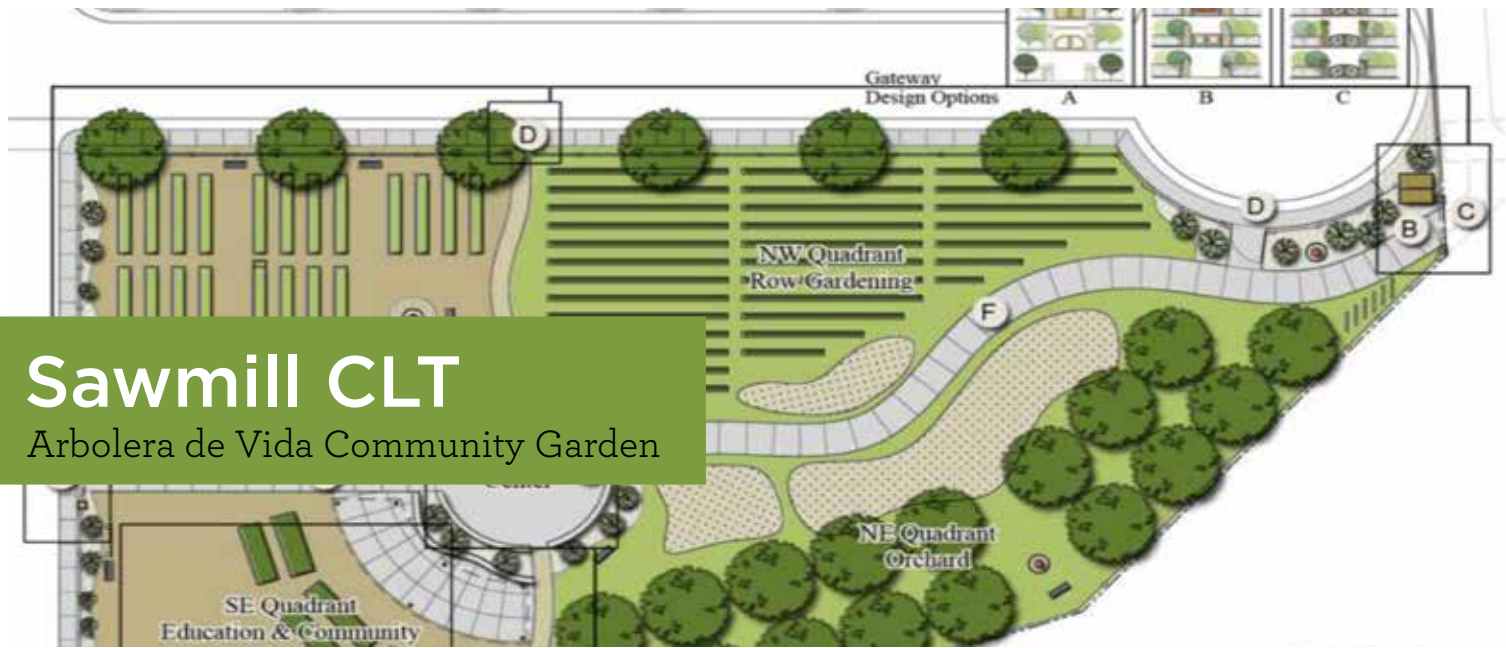 Gateway
Design Options
A
B
C
D
D
B
C
NW Quadrant
Row Gardening
F
Sawmill CLT
Arbolera de Vida Community Garden
NE Quadrant
Orchard
SE Quadrant
Education & Community